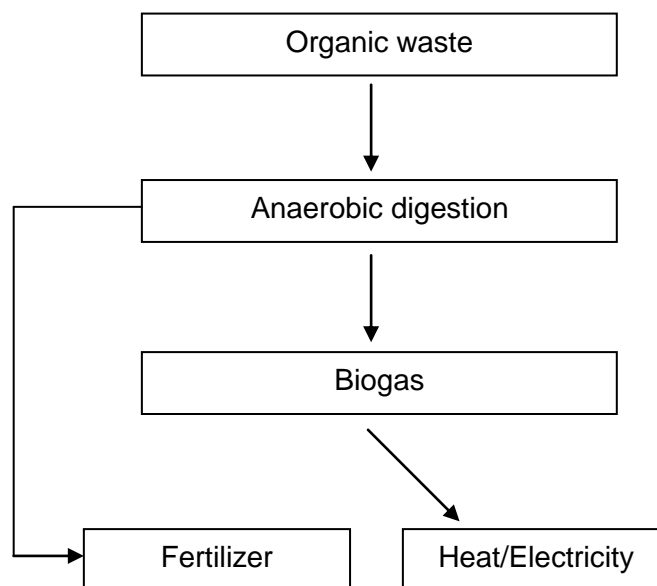 Organic waste
Anaerobic digestion
Biogas
Fertilizer
Heat/Electricity